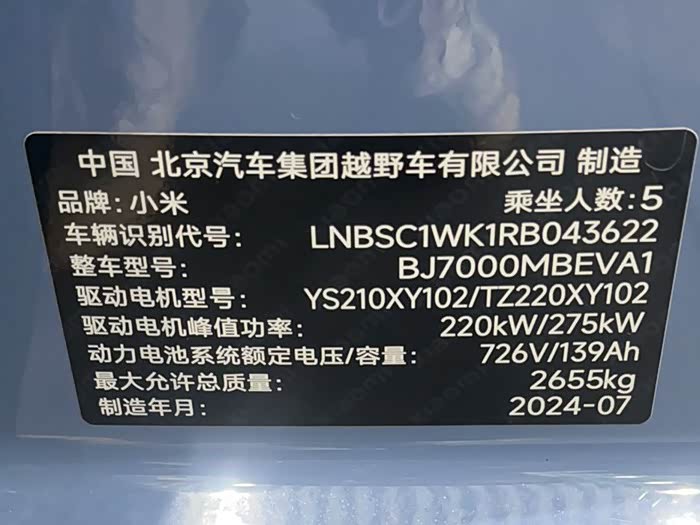 中国 北京汽车集团越野车有限公司 制造
品牌:小米 乘坐人数:5
车辆识别代号: LNBSC1WK1RB043622
整车型号: BJ7000MBEVA1
驱动电机型号: YS210XY102/TZ220XY102
驱动电机峰值功率: 220kW/275kW
动力电池系统额定电压/容量: 726V/139Ah
最大允许总质量: 2655kg
制造年月: 2024-07